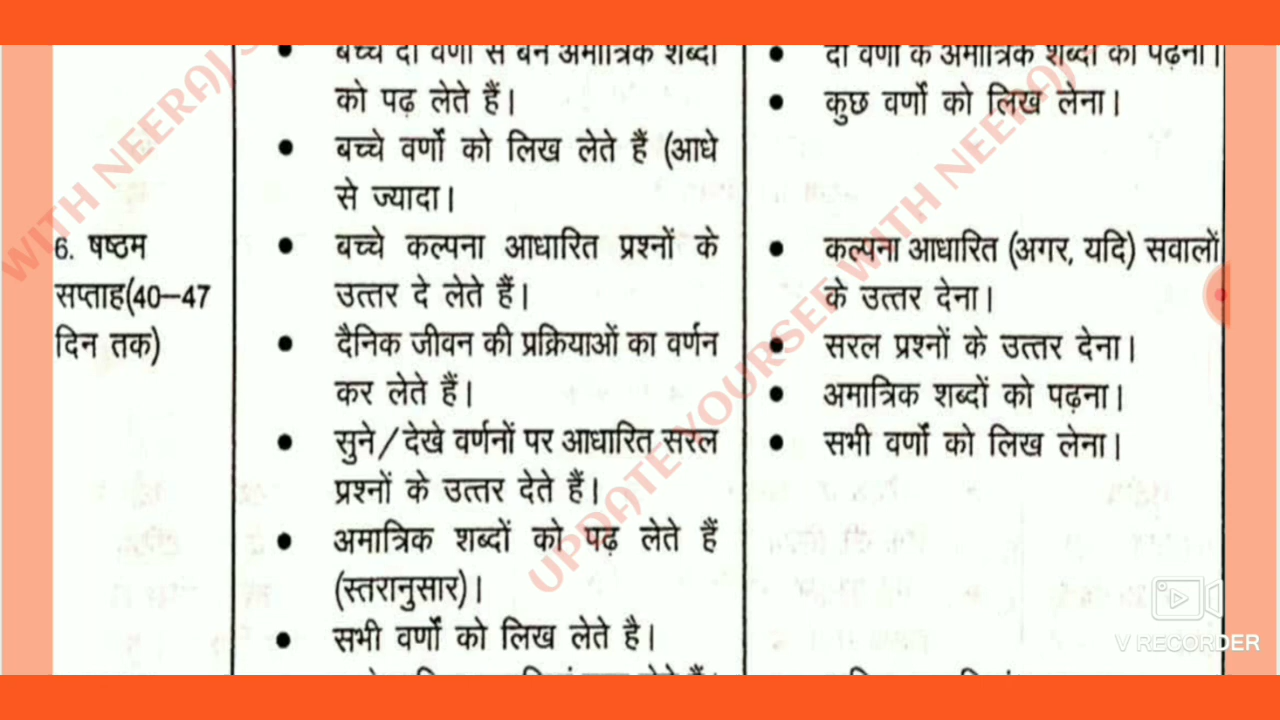 बच्चे दो वर्णों से बने अमात्रिक शब्दों
को पढ़ लेते हैं।
बच्चे वर्णों को लिख लेते हैं (आधे
से ज्यादा।
दो वर्णों के अमात्रिक शब्दों को पढ़ना।
कुछ वर्णों को लिख लेना।
6. षष्ठम
सप्ताह(40–47
दिन तक)
बच्चे कल्पना आधारित प्रश्नों के
उत्तर दे लेते हैं।
दैनिक जीवन की प्रक्रियाओं का वर्णन
कर लेते हैं।
सुने/देखे वर्णनों पर आधारित सरल
प्रश्नों के उत्तर देते हैं।
अमात्रिक शब्दों को पढ़ लेते हैं
(स्तरानुसार)।
सभी वर्णों को लिख लेते है।
कल्पना आधारित (अगर, यदि) सवालों
के उत्तर देना।
सरल प्रश्नों के उत्तर देना।
अमात्रिक शब्दों को पढ़ना।
सभी वर्णों को लिख लेना।
WITH NEERAJ
UPDATE YOURSELF WITH NEERAJ
V RECORDER